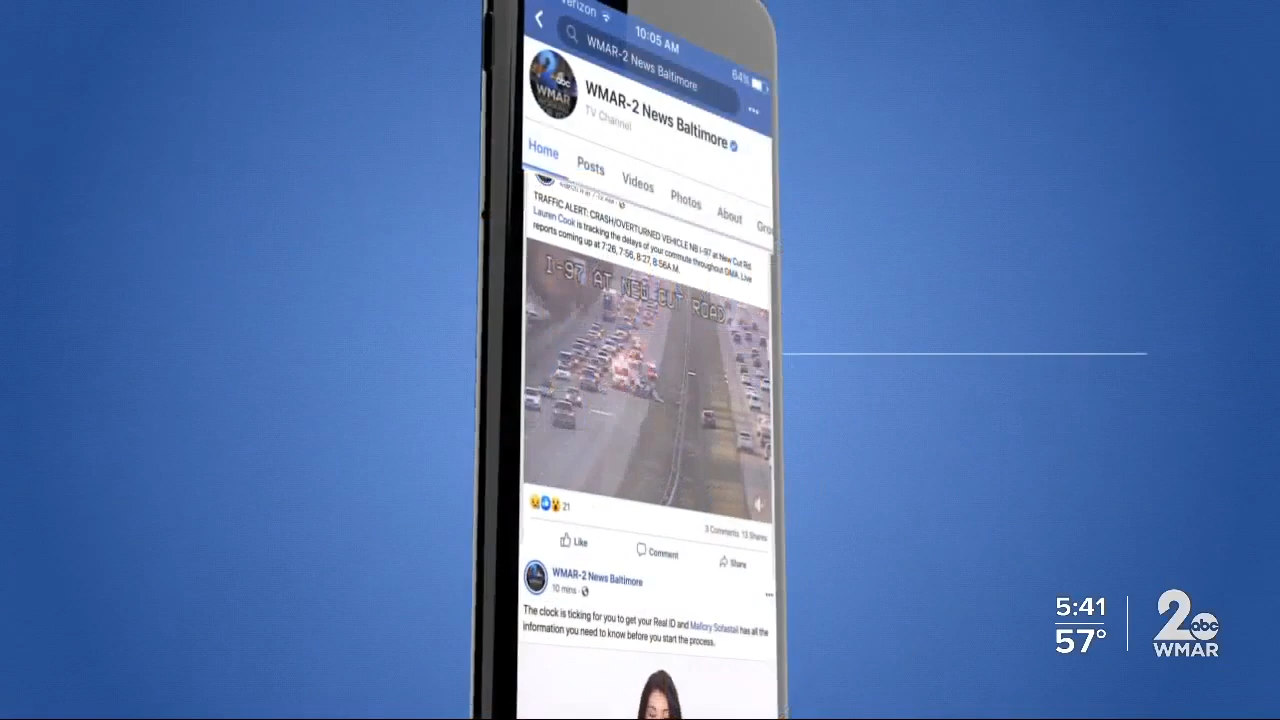 verizon
10:05 AM
64%
WMAR-2 News Baltimore
2 abc
WMAR
WMAR-2 News Baltimore
TV Channel
Home Posts Videos Photos About Gro
TRAFFIC ALERT: CRASH/OVERTURNED VEHICLE NB I-97 at New Cut Rd.
Lauren Cook is tracking the delays of your commute throughout GMA. Live
reports coming up at 7:26, 7:56, 8:27, 8:56A.M.
I-97 AT NEW CUT ROAD
21
3 Comments 13 Shares
Like Comment Share
WMAR-2 News Baltimore
10 mins
The clock is ticking for you to get your Real ID and Mallory Sofastaii has all the
information you need to know before you start the process.
5:41
57°
2 abc
WMAR